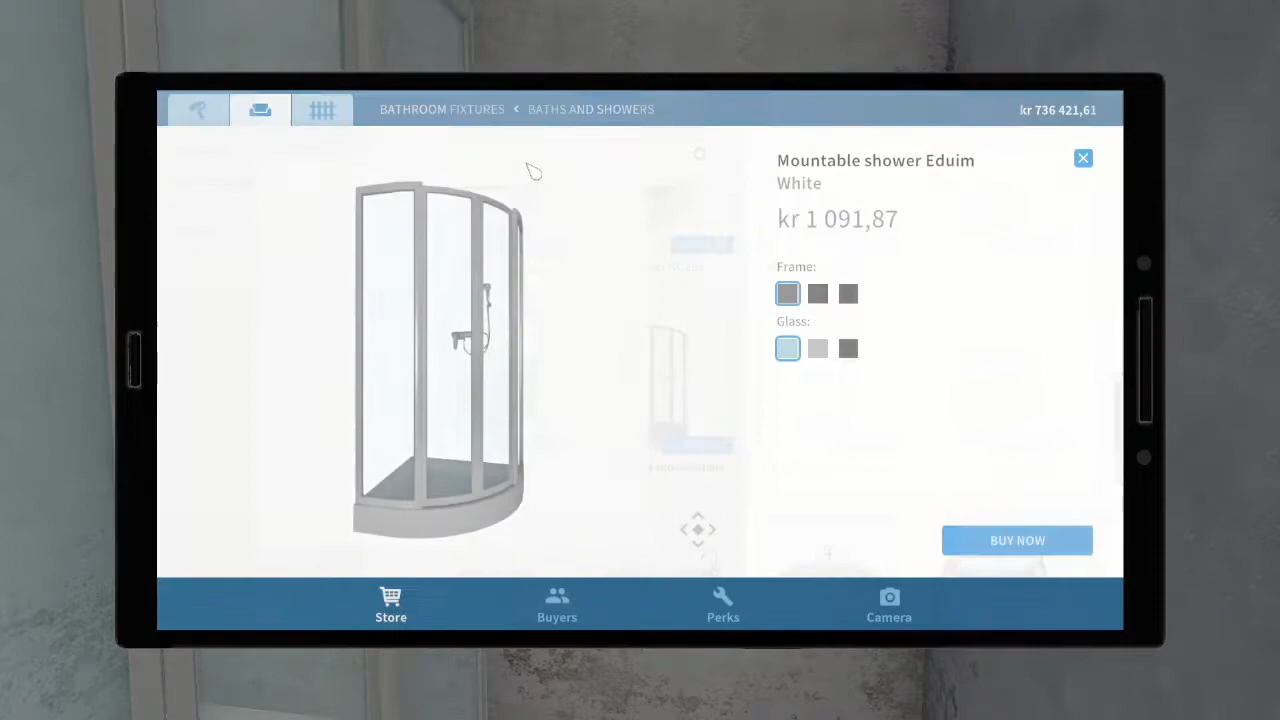 BATHROOM FIXTURES < BATHS AND SHOWERS
kr 736 421,61
Mountable shower Eduim
White
kr 1 091,87
Frame:
Glass:
BUY NOW
Store
Buyers
Perks
Camera